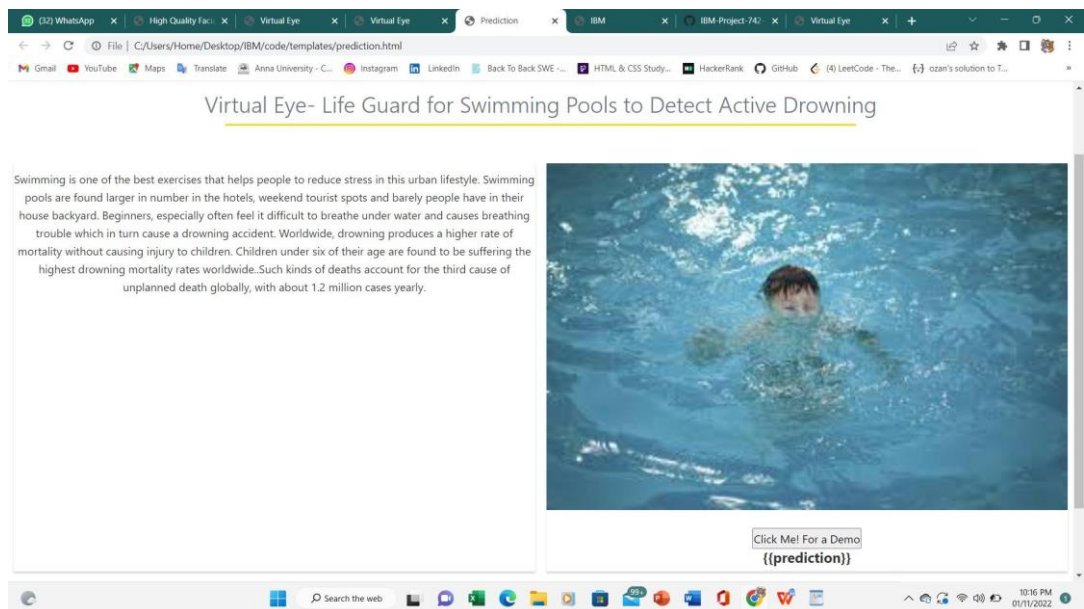 (32) WhatsApp
High Quality Faci
Virtual Eye
Virtual Eye
Prediction
IBM
IBM-Project-742
Virtual Eye
File | C:/Users/Home/Desktop/IBM/code/templates/prediction.html
Gmail
YouTube
Maps
Translate
Anna University - C...
Instagram
LinkedIn
Back To Back SWE -...
HTML & CSS Study...
HackerRank
GitHub
(4) LeetCode - The...
ozan's solution to T...
Virtual Eye- Life Guard for Swimming Pools to Detect Active Drowning
Swimming is one of the best exercises that helps people to reduce stress in this urban lifestyle. Swimming
pools are found larger in number in the hotels, weekend tourist spots and barely people have in their
house backyard. Beginners, especially often feel it difficult to breathe under water and causes breathing
trouble which in turn cause a drowning accident. Worldwide, drowning produces a higher rate of
mortality without causing injury to children. Children under six of their age are found to be suffering the
highest drowning mortality rates worldwide..Such kinds of deaths account for the third cause of
unplanned death globally, with about 1.2 million cases yearly.
Click Me! For a Demo
{{prediction}}
Search the web
99+
10:16 PM
01/11/2022